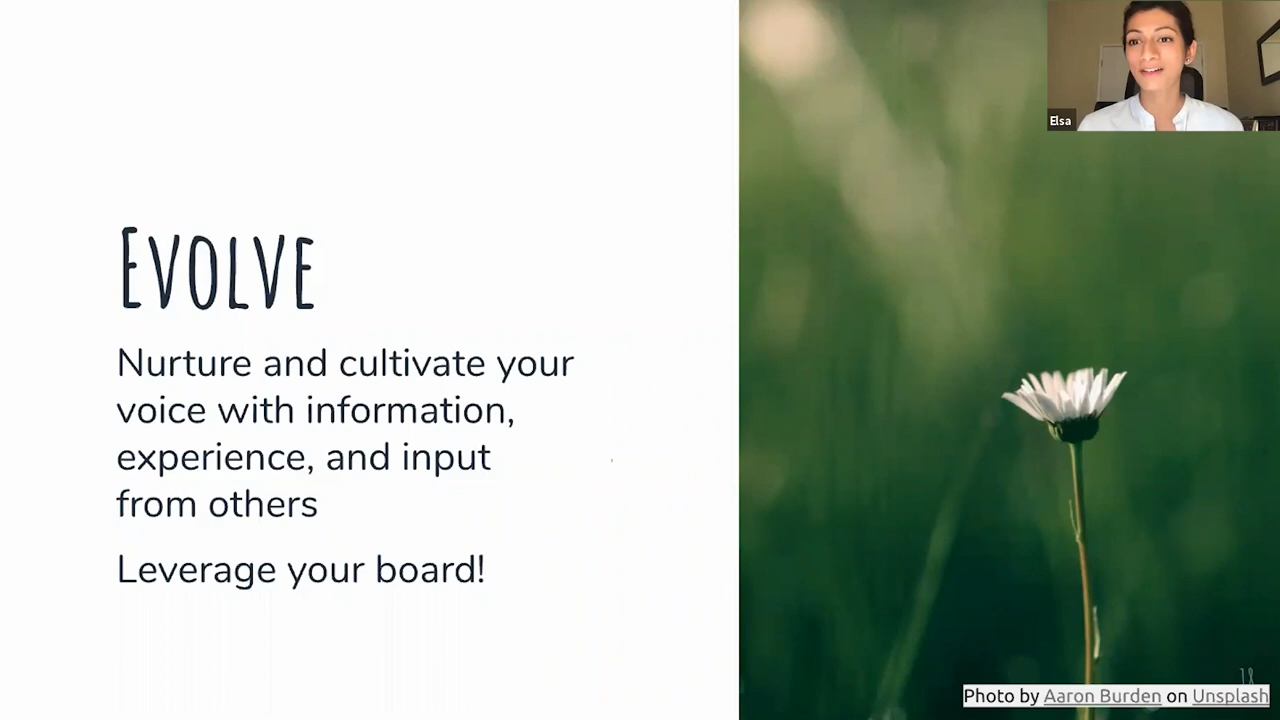 Elsa
Evolve
Nurture and cultivate your
voice with information,
experience, and input
from others
Leverage your board!
18
Photo by Aaron Burden on Unsplash